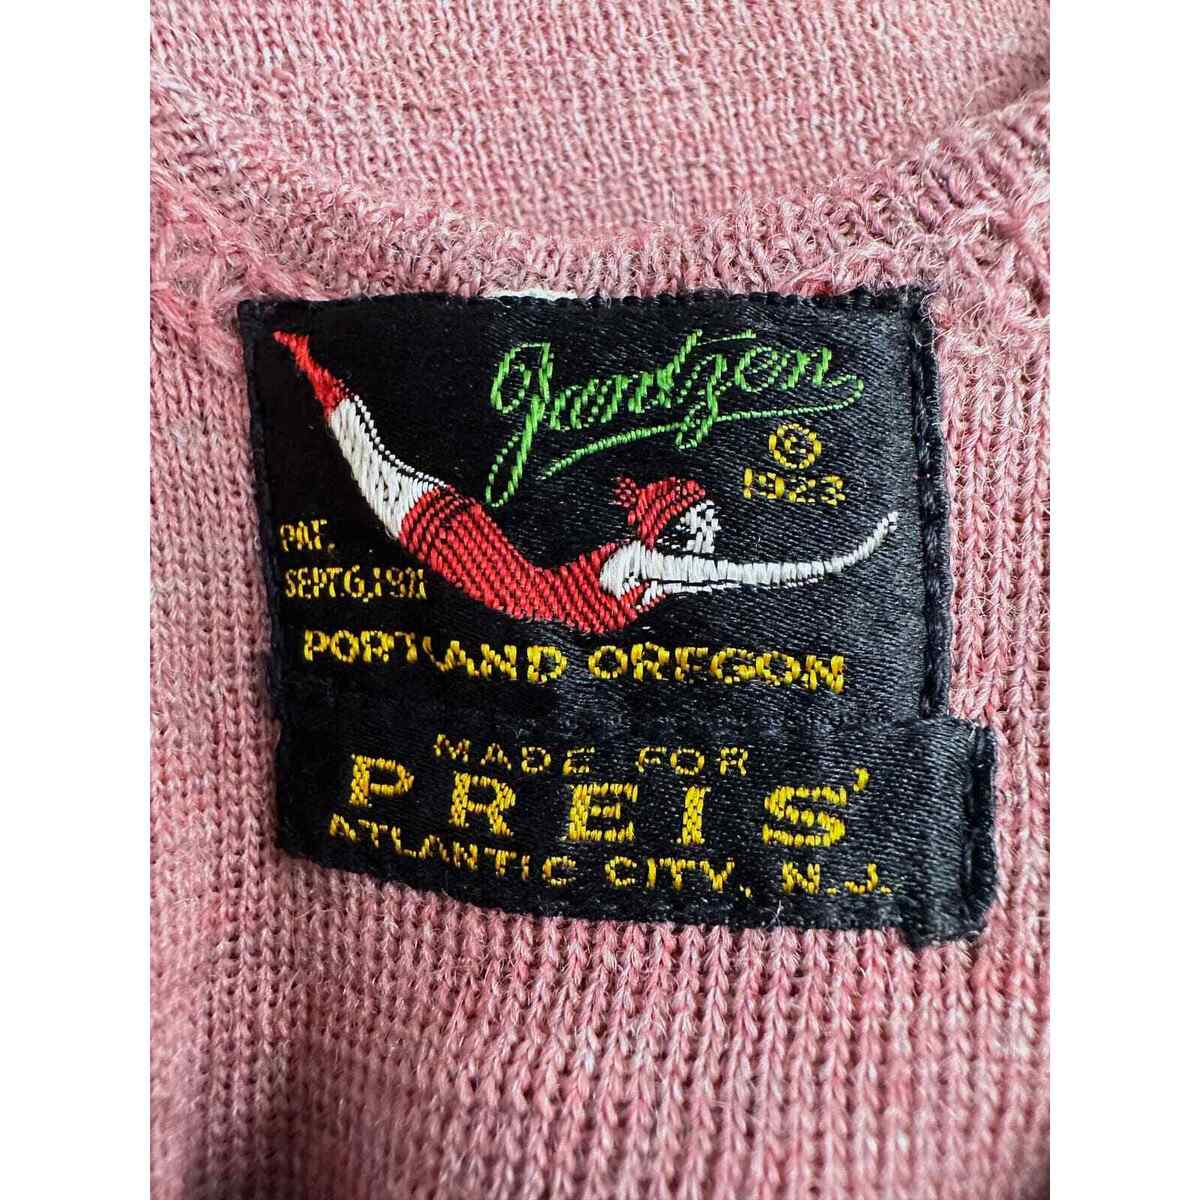 Jantzen
© 1923
PAT.
SEPT.6,1921
PORTLAND OREGON
MADE FOR
PREIS'
ATLANTIC CITY, N.J.